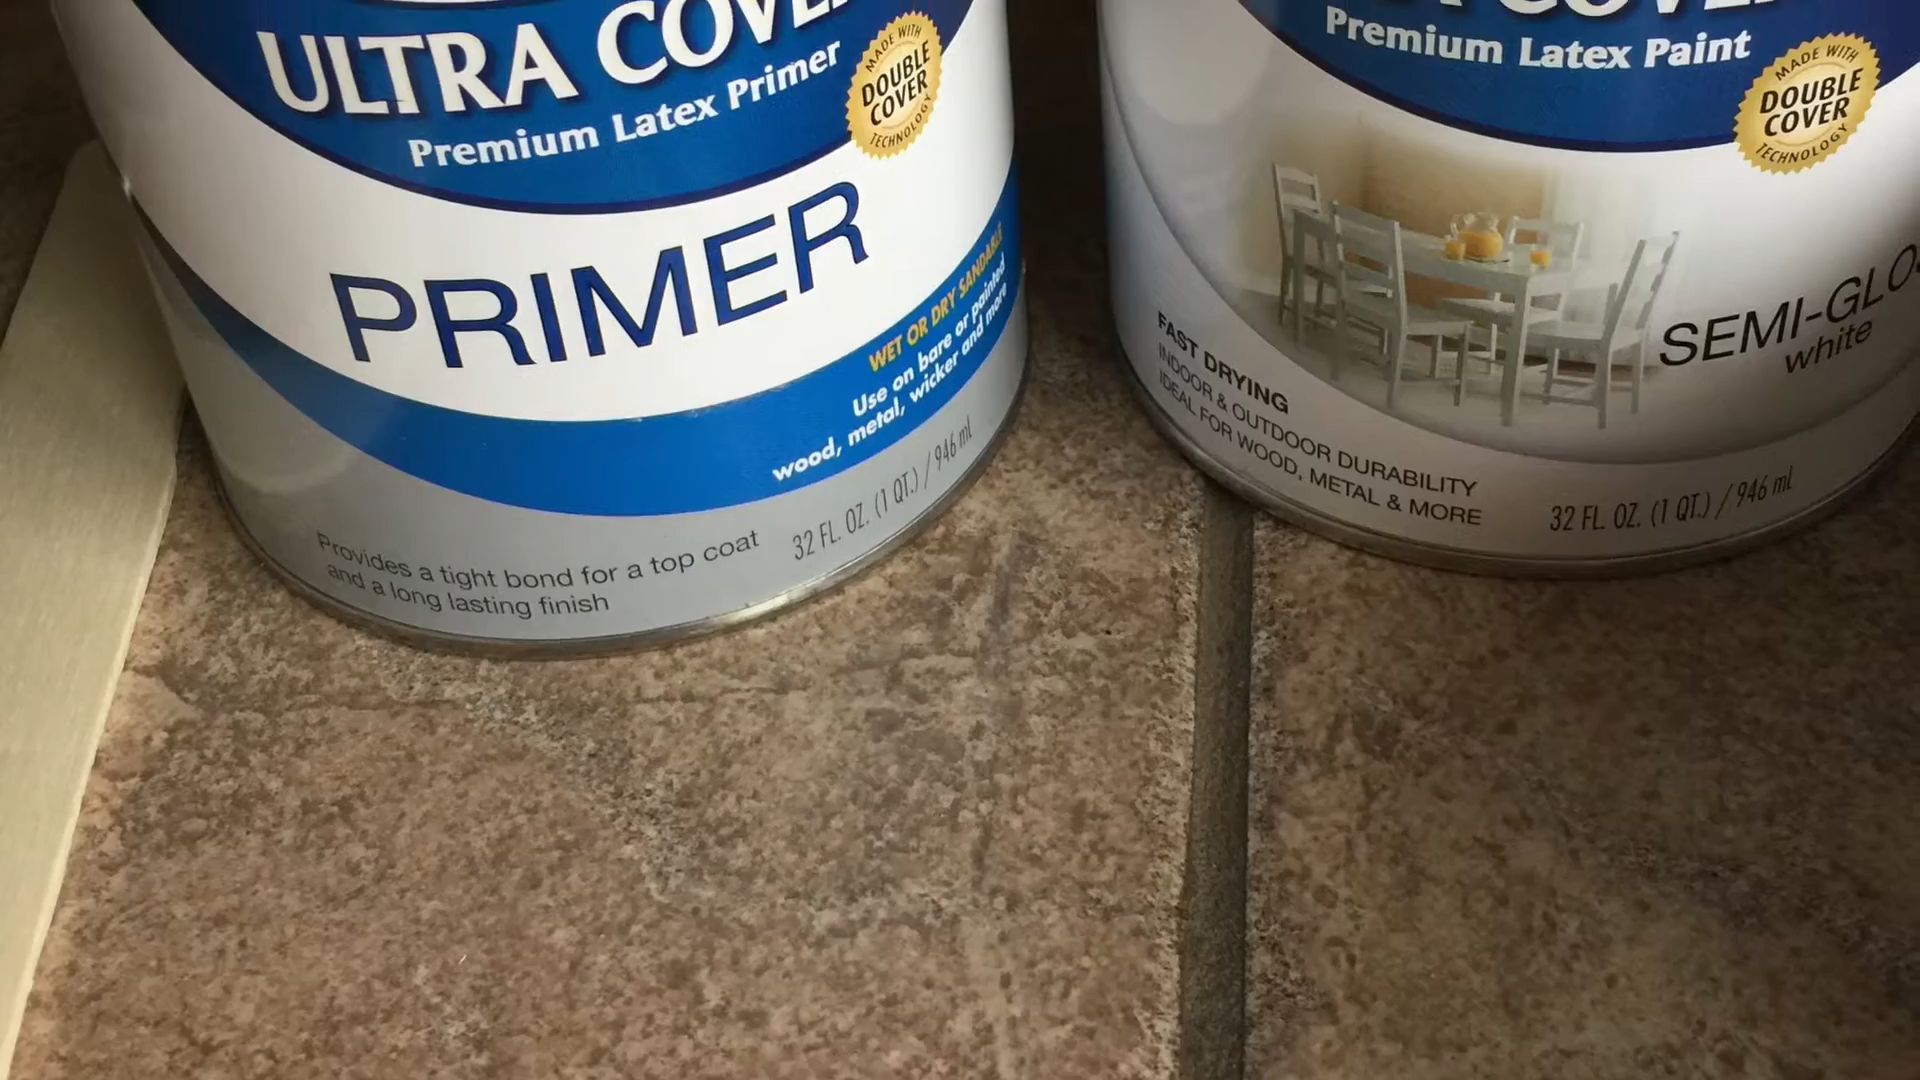 ULTRA COVE
Premium Latex Primer
MADE WITH
DOUBLE
COVER
TECHNOLOGY
PRIMER
WET OR DRY SANDABLE
Use on bare or painted
wood, metal, wicker and more
Provides a tight bond for a top coat
and a long lasting finish
32 FL. OZ. (1 QT.) / 946 ml
COVE
Premium Latex Paint
MADE WITH
DOUBLE
COVER
TECHNOLOGY
SEMI-GLO
white
FAST DRYING
INDOOR & OUTDOOR DURABILITY
IDEAL FOR WOOD, METAL & MORE
32 FL. OZ. (1 QT.) / 946 ml